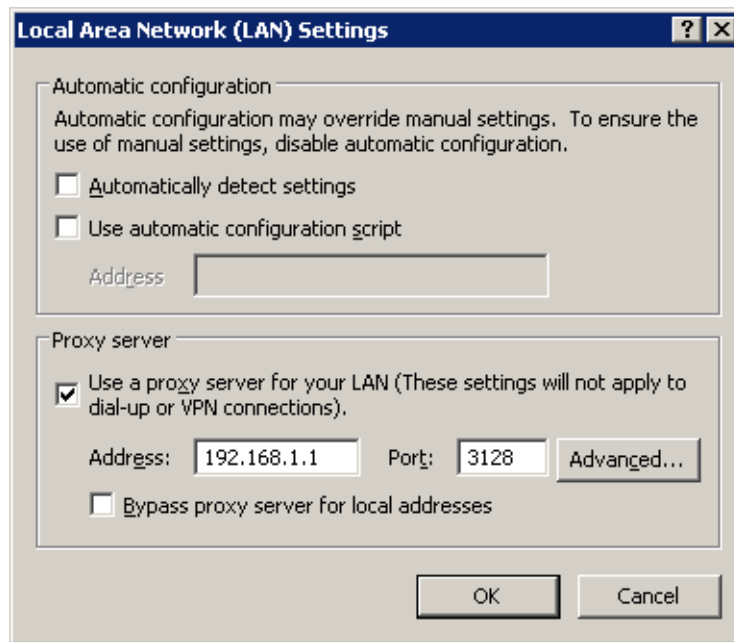 Local Area Network (LAN) Settings
Automatic configuration
Automatic configuration may override manual settings. To ensure the
use of manual settings, disable automatic configuration.
Automatically detect settings
Use automatic configuration script
Address
Proxy server
Use a proxy server for your LAN (These settings will not apply to
dial-up or VPN connections).
Address: 192.168.1.1 Port: 3128 Advanced...
Bypass proxy server for local addresses
OK Cancel